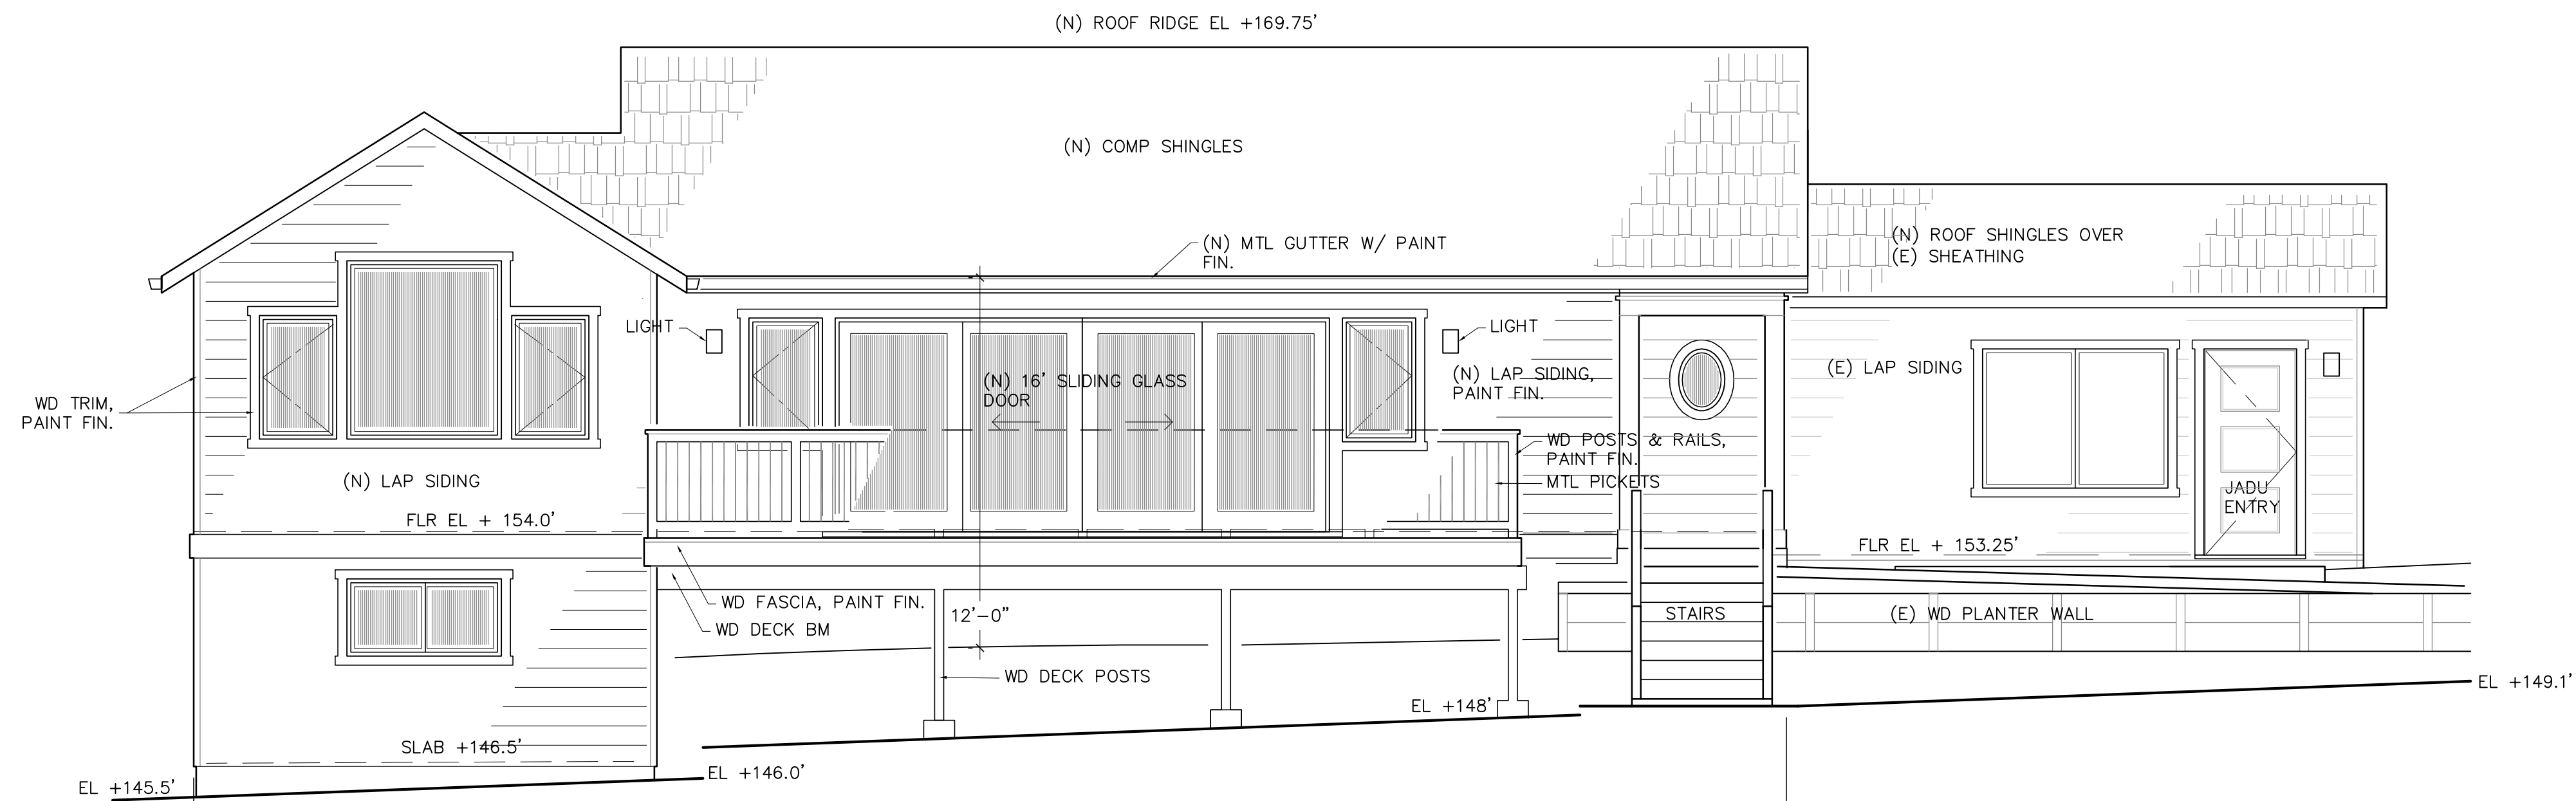 (N) ROOF RIDGE EL +169.75'
(N) COMP SHINGLES
(N) MTL GUTTER W/ PAINT
FIN.
(N) ROOF SHINGLES OVER
(E) SHEATHING
LIGHT
LIGHT
(N) 16' SLIDING GLASS
DOOR
(N) LAP SIDING,
PAINT FIN.
(E) LAP SIDING
WD TRIM,
PAINT FIN.
WD POSTS & RAILS,
PAINT FIN.
MTL PICKETS
(N) LAP SIDING
JADU
ENTRY
FLR EL + 154.0'
FLR EL + 153.25'
WD FASCIA, PAINT FIN.
12'-0"
WD DECK BM
STAIRS
(E) WD PLANTER WALL
WD DECK POSTS
EL +149.1'
EL +148'
SLAB +146.5'
EL +146.0'
EL +145.5'